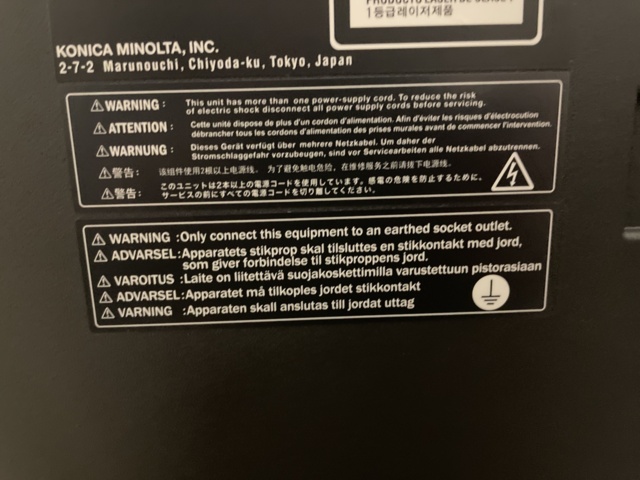 1등급레이저제품
KONICA MINOLTA, INC.
2-7-2 Marunouchi, Chiyoda-ku, Tokyo, Japan
WARNING : This unit has more than one power-supply cord. To reduce the risk
of electric shock disconnect all power supply cords before servicing.
ATTENTION : Cette unité dispose de plus d'un cordon d'alimentation. Afin d'éviter les risques d'électrocution
débrancher tous les cordons d'alimentation des prises murales avant de commencer l'intervention.
WARNUNG : Dieses Gerät verfügt über mehrere Netzkabel. Um daher der
Stromschlaggefahr vorzubeugen, sind vor Servicearbeiten alle Netzkabel abzutrennen.
警告: 该组件使用2根以上电源线。为了避免触电危险，在维修服务之前请拔下电源线。
警告: このユニットは2本以上の電源コードを使用しています。感電の危険を防止するために、
サービスの前にすべての電源コードを切り離してください。
WARNING :Only connect this equipment to an earthed socket outlet.
ADVARSEL:Apparatets stikprop skal tilsluttes en stikkontakt med jord,
som giver forbindelse til stikproppens jord.
VAROITUS :Laite on liitettävä suojakoskettimilla varustettuun pistorasiaan
ADVARSEL:Apparatet må tilkoples jordet stikkontakt
VARNING :Apparaten skall anslutas till jordat uttag